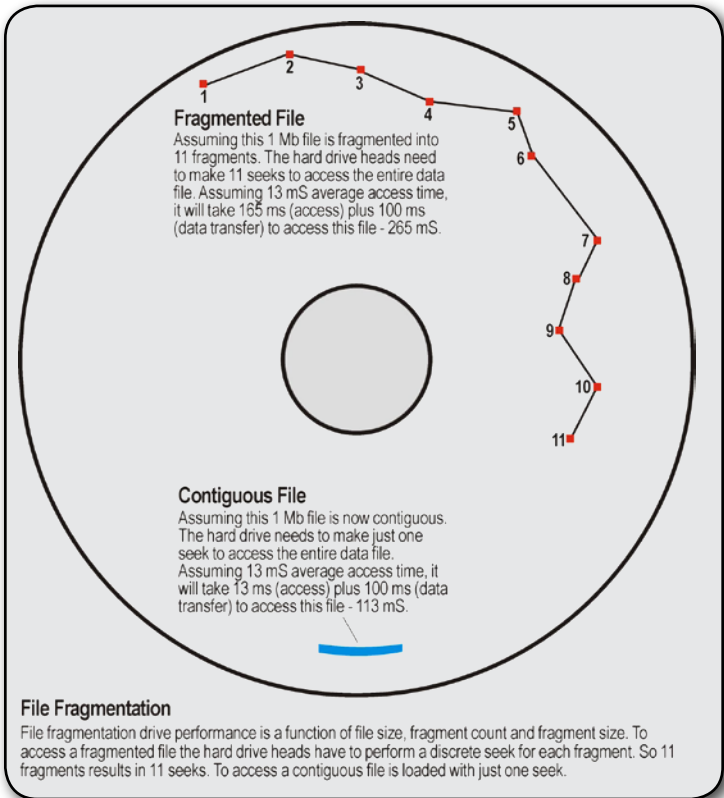 1
2
3
4
5
6
7
8
9
10
11
Fragmented File
Assuming this 1 Mb file is fragmented into
11 fragments. The hard drive heads need
to make 11 seeks to access the entire data
file. Assuming 13 mS average access time,
it will take 165 ms (access) plus 100 ms
(data transfer) to access this file - 265 mS.
Contiguous File
Assuming this 1 Mb file is now contiguous.
The hard drive needs to make just one
seek to access the entire data file.
Assuming 13 mS average access time, it
will take 13 ms (access) plus 100 ms (data
transfer) to access this file - 113 mS.
File Fragmentation
File fragmentation drive performance is a function of file size, fragment count and fragment size. To
access a fragmented file the hard drive heads have to perform a discrete seek for each fragment. So 11
fragments results in 11 seeks. To access a contiguous file is loaded with just one seek.